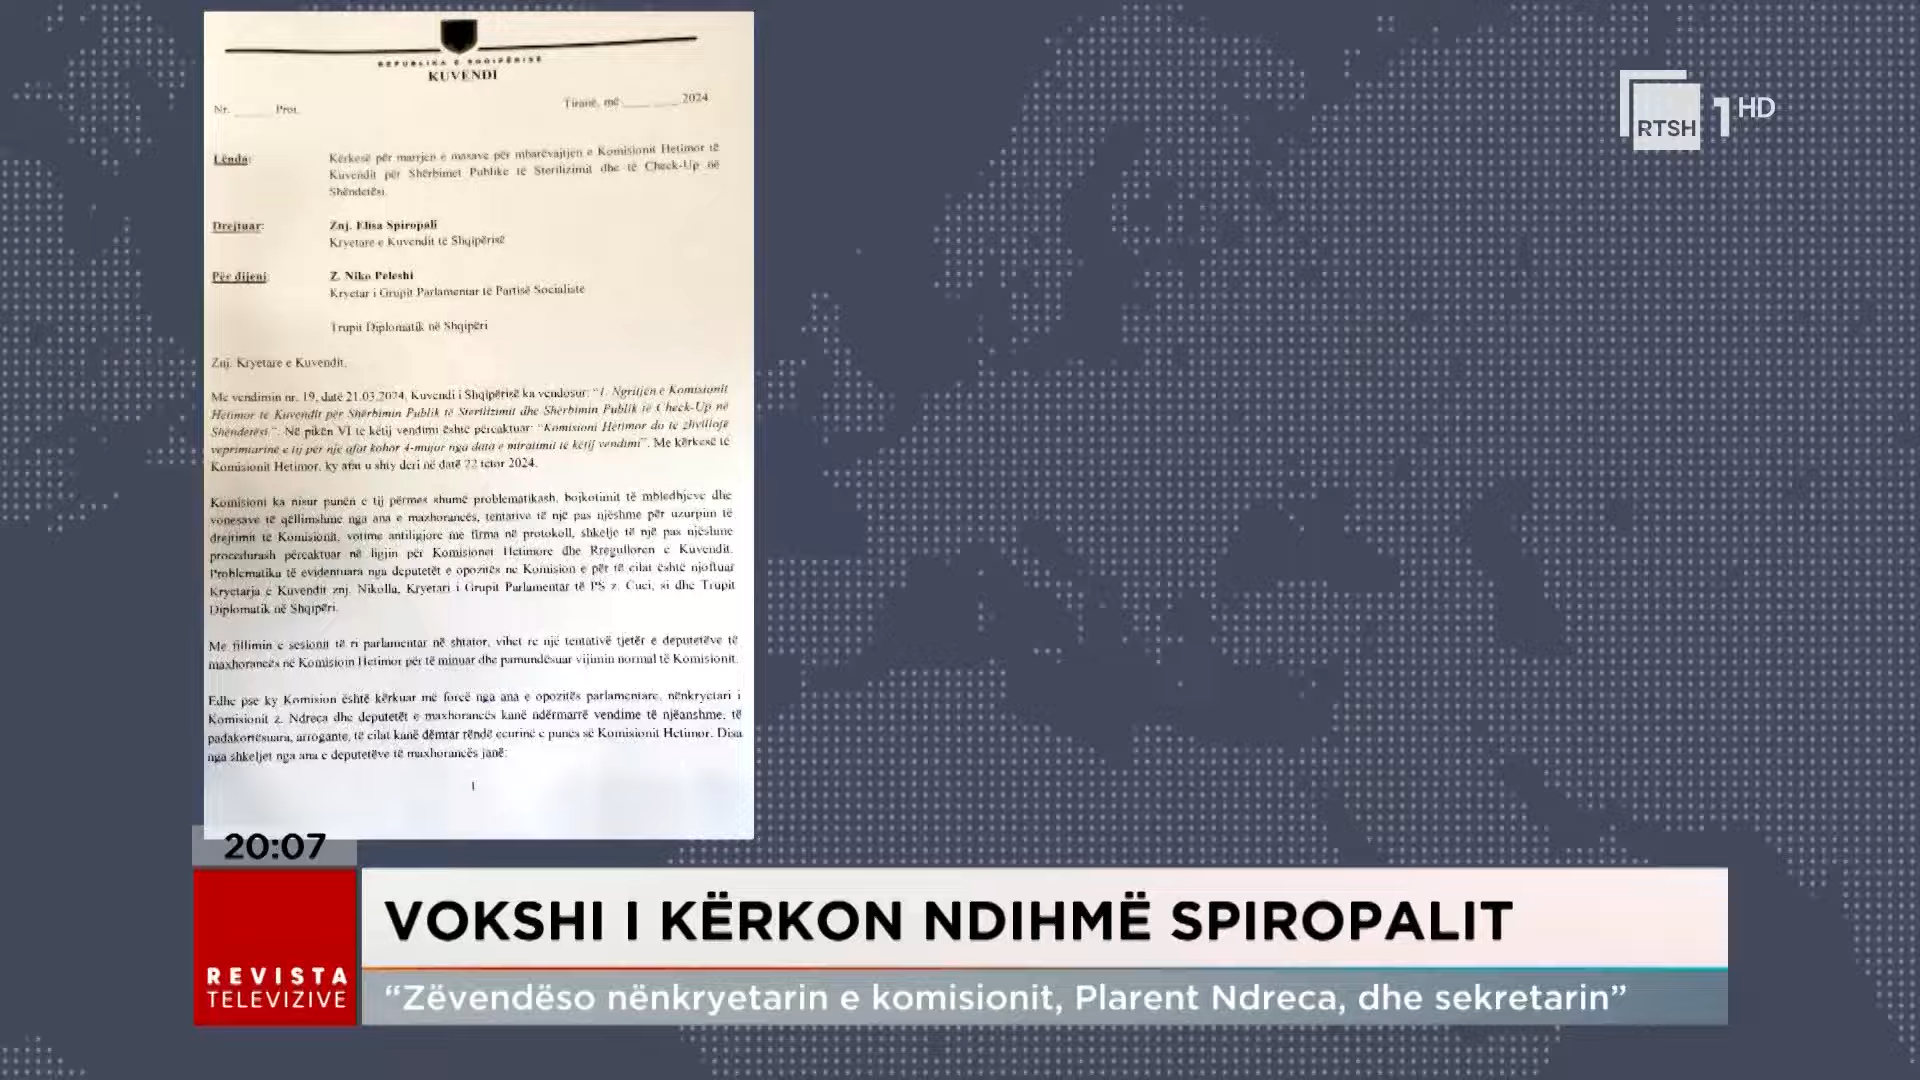 REPUBLIKA E SHQIPËRISË
KUVENDI
Nr. _____ Prot.
Tiranë, më ____ ____ 2024
Lënda:
Kërkesë për marrjen e masave për mbarëvajtjen e Komisionit Hetimor të
Kuvendit për Shërbimet Publike të Sterilizimit dhe të Check-Up në
Shëndetësi.
Drejtuar:
Znj. Elisa Spiropali
Kryetare e Kuvendit të Shqipërisë
Për dijeni:
Z. Niko Peleshi
Kryetar i Grupit Parlamentar të Partisë Socialiste
Trupit Diplomatik në Shqipëri
Znj. Kryetare e Kuvendit,
Me vendimin nr. 19, datë 21.03.2024, Kuvendi i Shqipërisë ka vendosur: “1. Ngritjen e Komisionit
Hetimor të Kuvendit për Shërbimin Publik të Sterilizimit dhe Shërbimin Publik të Check-Up në
Shëndetësi.”. Në pikën VI të këtij vendimi është përcaktuar: “Komisioni Hetimor do të zhvillojë
veprimtarinë e tij për një afat kohor 4-mujor nga data e miratimit të këtij vendimi”. Me kërkesë të
Komisionit Hetimor, ky afat u shty deri në datë 22 tetor 2024.
Komisioni ka nisur punën e tij përmes shumë problematikash, bojkotimit të mbledhjeve dhe
vonesave të qëllimshme nga ana e mazhorancës, tentative të një pas njëshme për uzurpim të
drejtimit të Komisionit, votime antiligjore me firma në protokoll, shkelje të një pas njëshme
procedurash përcaktuar në ligjin për Komisionet Hetimore dhe Rregulloren e Kuvendit.
Problematika të evidentuara nga deputetët e opozitës në Komision e për të cilat është njoftuar
Kryetarja e Kuvendit znj. Nikolla, Kryetari i Grupit Parlamentar të PS z. Cuci, si dhe Trupit
Diplomatik në Shqipëri.
Me fillimin e sesionit të ri parlamentar në shtator, vihet re një tentativë tjetër e deputetëve të
maxhorancës në Komisioin Hetimor për të minuar dhe pamundësuar vijimin normal të Komisionit.
Edhe pse ky Komision është kërkuar me forcë nga ana e opozitës parlamentare, nënkryetari i
Komisionit z. Ndreca dhe deputetët e maxhorancës kanë ndërmarrë vendime të njëanshme, të
padakortësuara, arrogante, të cilat kanë dëmtar rëndë ecurinë e punës së Komisionit Hetimor. Disa
nga shkeljet nga ana e deputetëve të maxhorancës janë:
1
RTSH 1 HD
20:07
REVISTA
TELEVIZIVE
VOKSHI I KËRKON NDIHMË SPIROPALIT
“Zëvendëso nënkryetarin e komisionit, Plarent Ndreca, dhe sekretarin”